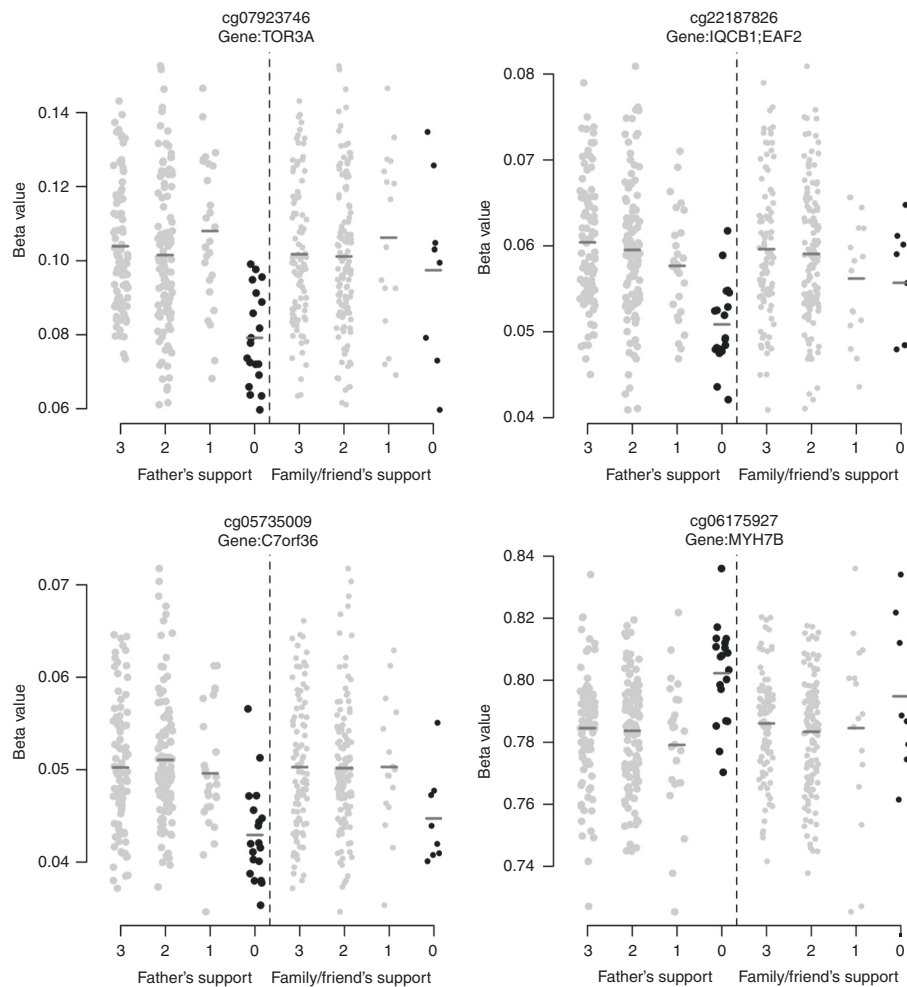 cg07923746
Gene:TOR3A
Beta value
0.14
0.12
0.10
0.08
0.06
3 2 1 0 3 2 1 0
Father's support Family/friend's support
cg22187826
Gene:IQCB1;EAF2
Beta value
0.08
0.07
0.06
0.05
0.04
3 2 1 0 3 2 1 0
Father's support Family/friend's support
cg05735009
Gene:C7orf36
Beta value
0.07
0.06
0.05
0.04
3 2 1 0 3 2 1 0
Father's support Family/friend's support
cg06175927
Gene:MYH7B
Beta value
0.84
0.82
0.80
0.78
0.76
0.74
3 2 1 0 3 2 1 0
Father's support Family/friend's support